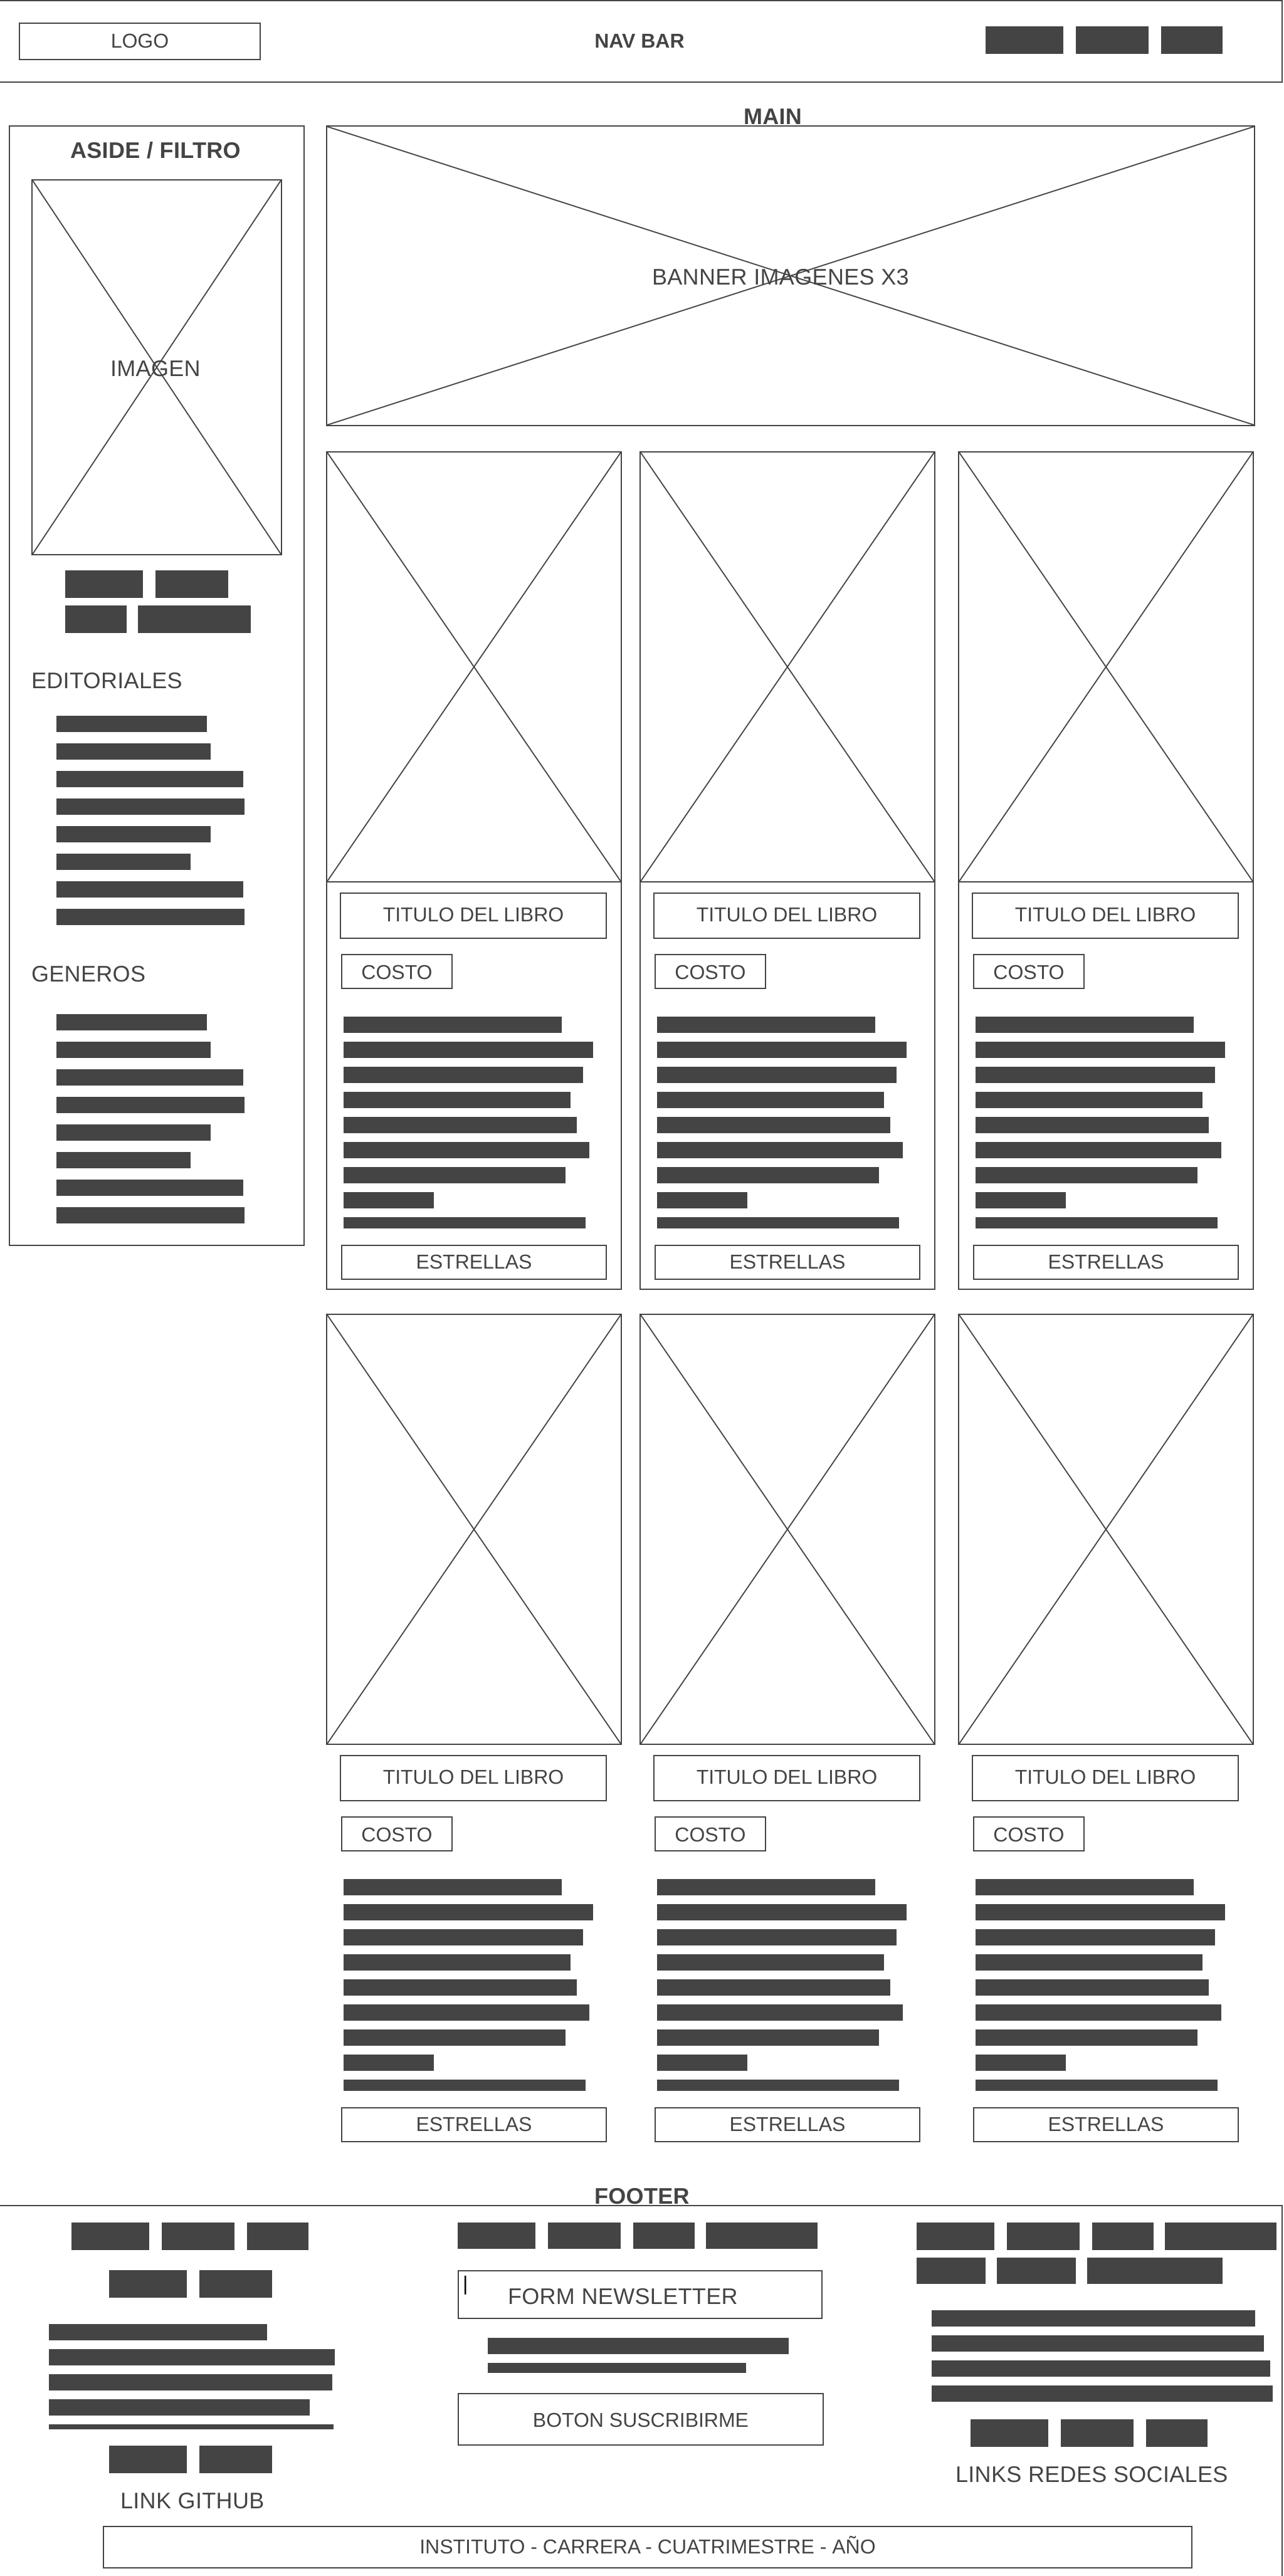 LOGO
NAV BAR
MAIN
ASIDE / FILTRO
IMAGEN
BANNER IMAGENES X3
EDITORIALES
GENEROS
TITULO DEL LIBRO
TITULO DEL LIBRO
TITULO DEL LIBRO
COSTO
COSTO
COSTO
ESTRELLAS
ESTRELLAS
ESTRELLAS
TITULO DEL LIBRO
TITULO DEL LIBRO
TITULO DEL LIBRO
COSTO
COSTO
COSTO
ESTRELLAS
ESTRELLAS
ESTRELLAS
FOOTER
FORM NEWSLETTER
BOTON SUSCRIBIRME
LINK GITHUB
LINKS REDES SOCIALES
INSTITUTO - CARRERA - CUATRIMESTRE - AÑO